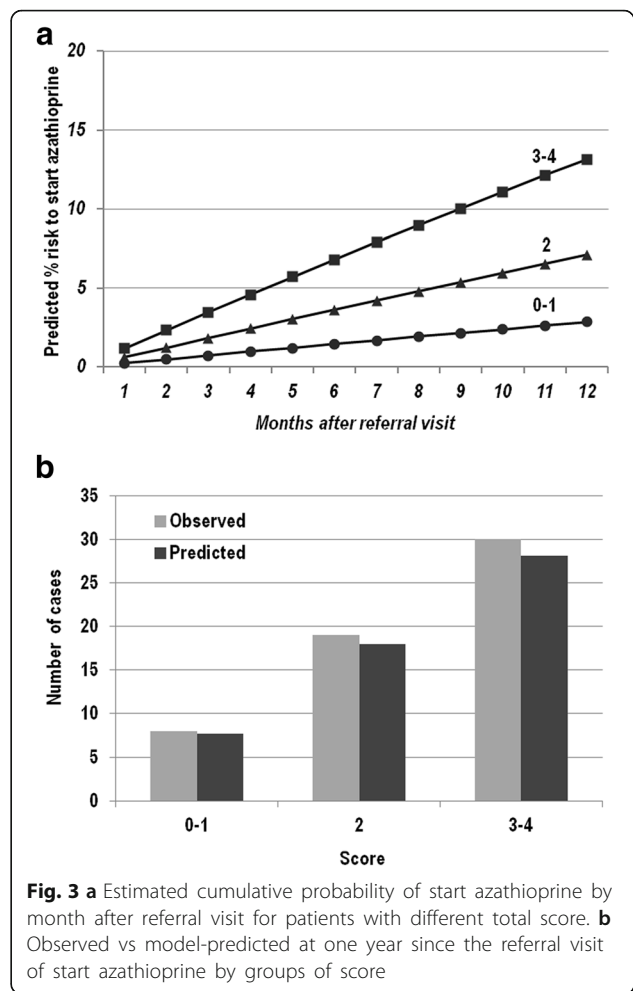 a
20
15
10
5
0
Predicted % risk to start azathioprine
3-4
2
0-1
1 2 3 4 5 6 7 8 9 10 11 12
Months after referral visit
b
35
30
25
20
15
10
5
0
Number of cases
Observed
Predicted
0-1 2 3-4
Score
Fig. 3 a Estimated cumulative probability of start azathioprine by
month after referral visit for patients with different total score. b
Observed vs model-predicted at one year since the referral visit
of start azathioprine by groups of score